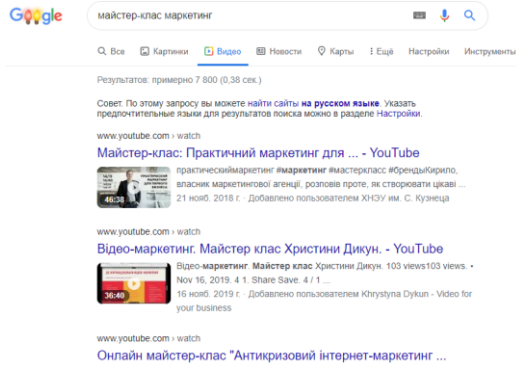 Google
майстер-клас маркетинг
Все Картинки Видео Новости Карты Ещё Настройки Инструменты
Результатов: примерно 7 800 (0,38 сек.)
Совет. По этому запросу вы можете найти сайты на русском языке. Указать
предпочтительные языки для результатов поиска можно в разделе Настройки.
www.youtube.com › watch
Майстер-клас: Практичний маркетинг для ... - YouTube
практическиймаркетинг #маркетинг #мастеркласс #брендыКирило,
власник маркетингової агенції, розповів проте, як створювати цікаві ...
46:38
21 нояб. 2018 г. - Добавлено пользователем ХНЭУ им. С. Кузнеца
www.youtube.com › watch
Відео-маркетинг. Майстер клас Христини Дикун. - YouTube
Відео-маркетинг. Майстер клас Христини Дикун. 103 views103 views. •
Nov 16, 2019. 4 1. Share Save. 4 / 1 ...
36:40
16 нояб. 2019 г. - Добавлено пользователем Khrystyna Dykun - Video for
your business
www.youtube.com › watch
Онлайн майстер-клас "Антикризовий інтернет-маркетинг ...